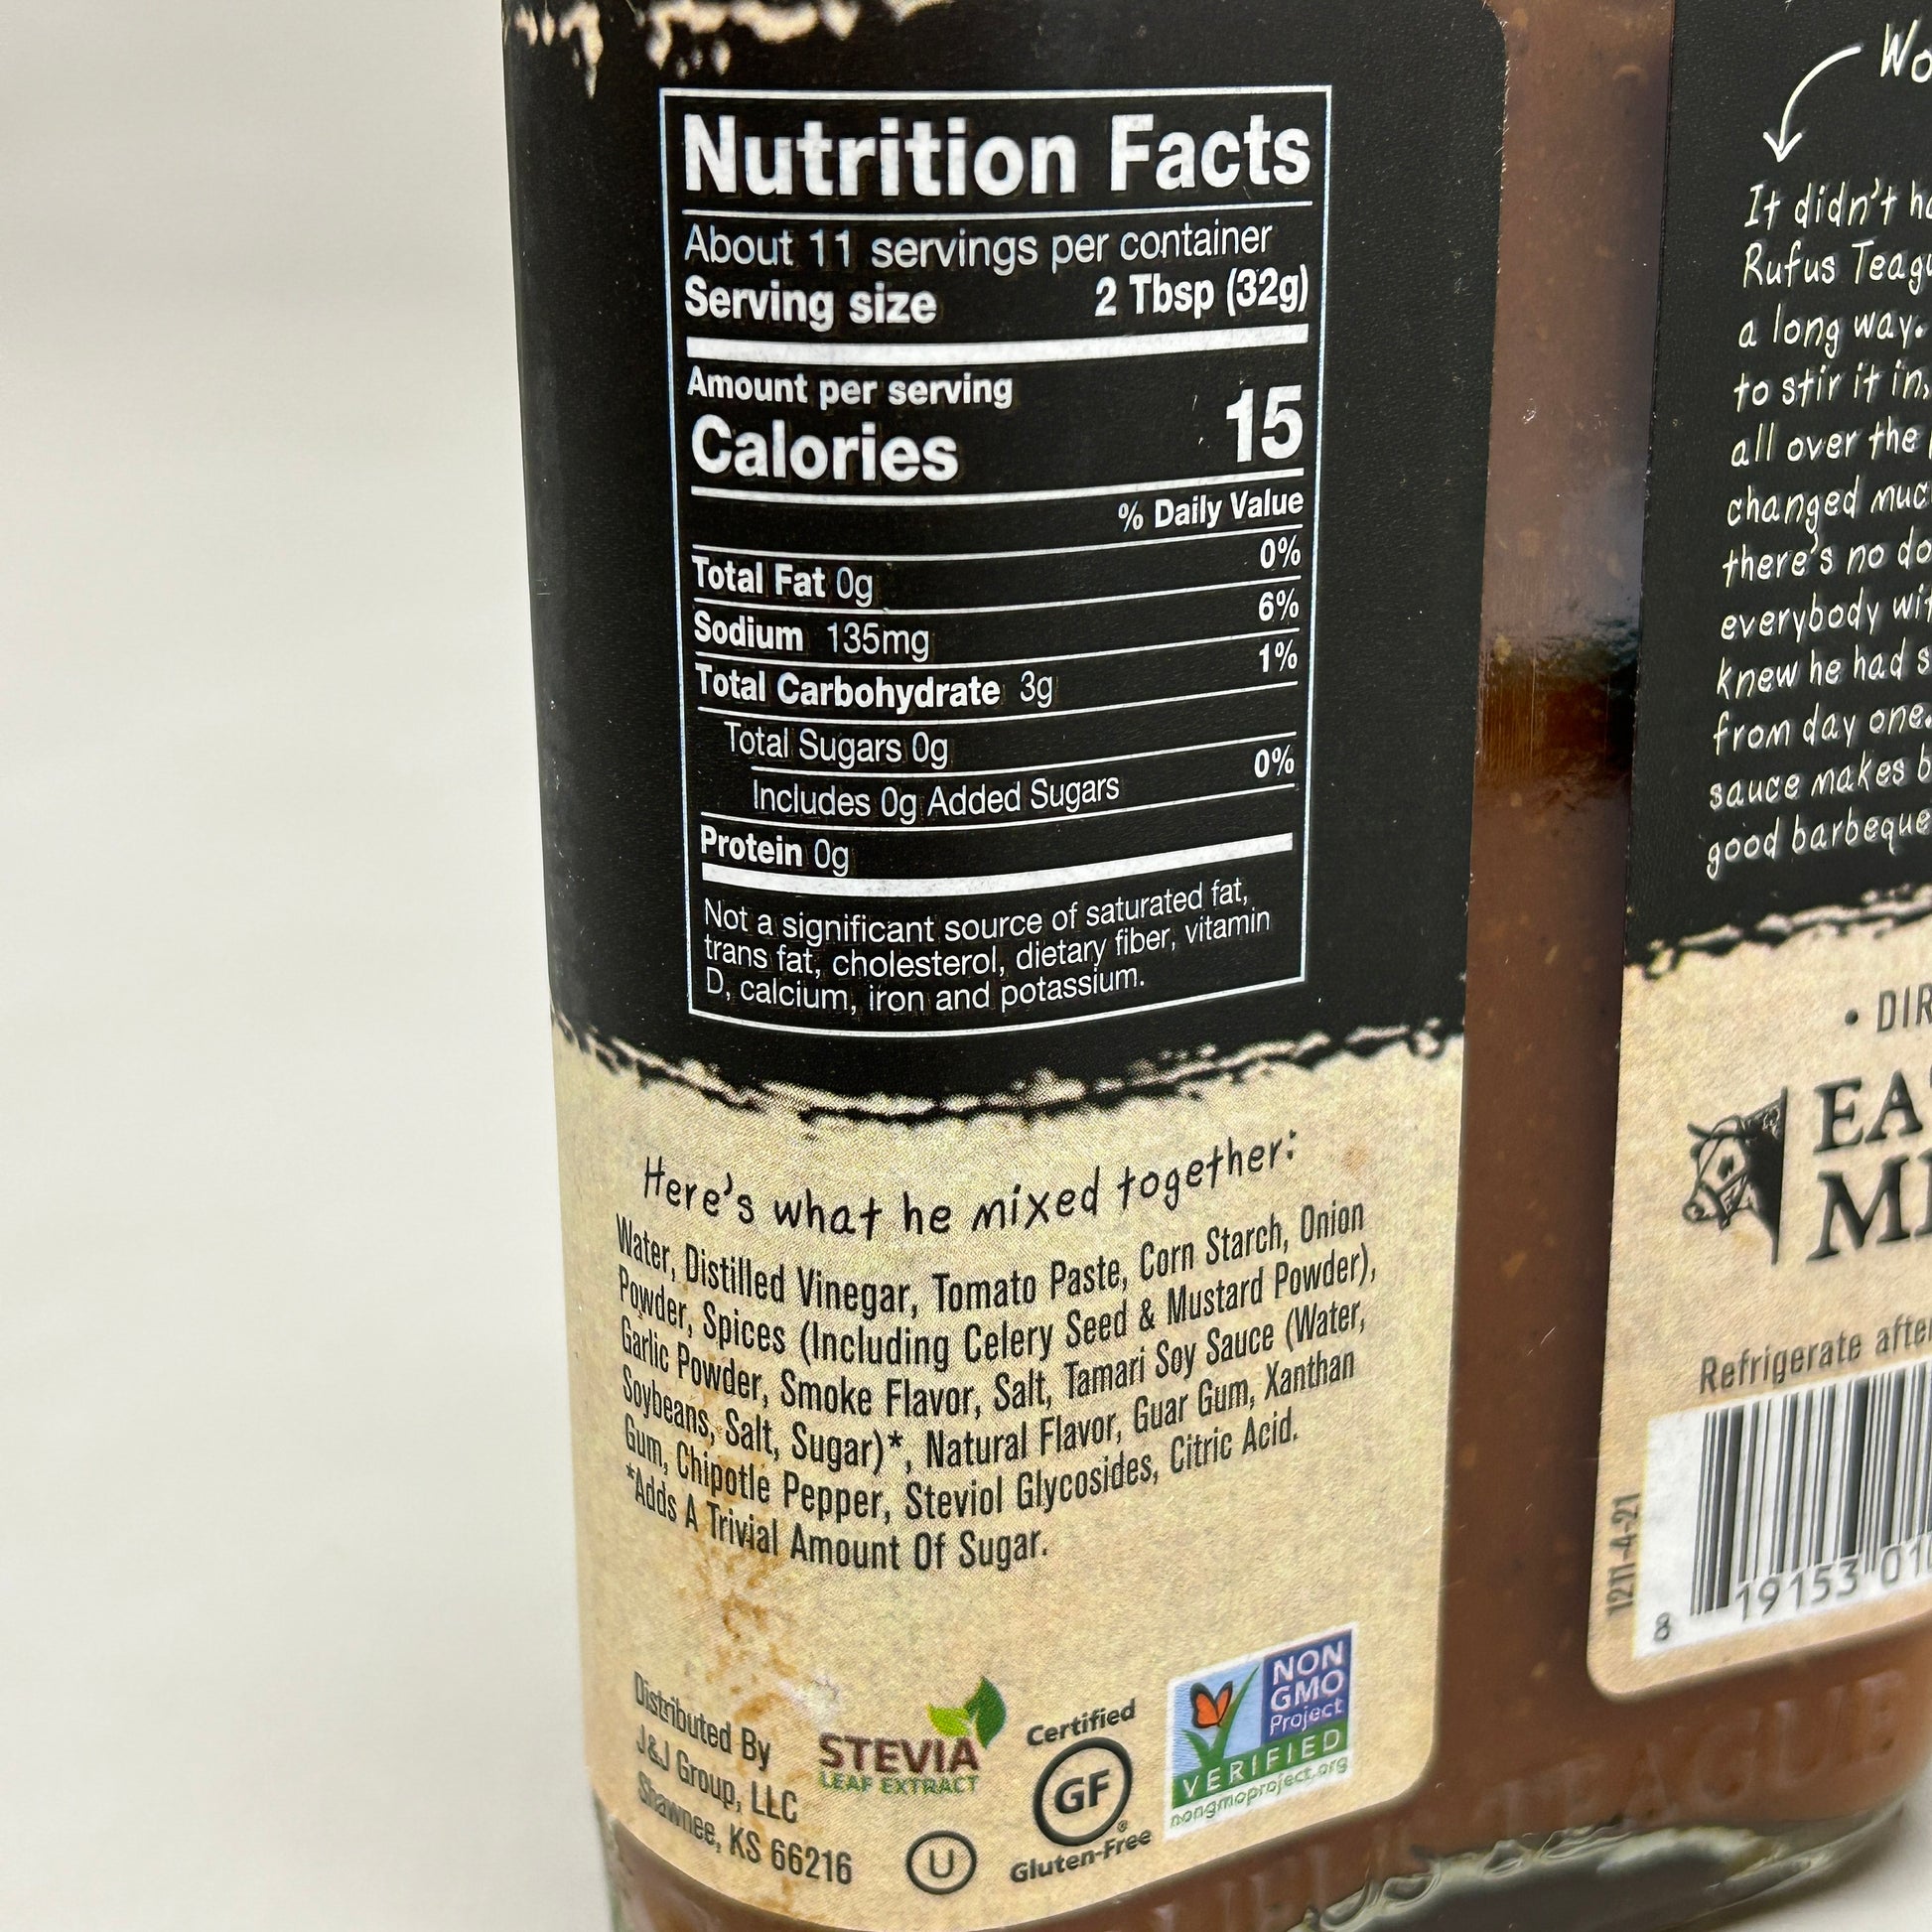 Nutrition Facts
About 11 servings per container
Serving size 2 Tbsp (32g)
Amount per serving
Calories 15
% Daily Value
Total Fat 0g 0%
Sodium 135mg 6%
Total Carbohydrate 3g 1%
Total Sugars 0g
Includes 0g Added Sugars 0%
Protein 0g
Not a significant source of saturated fat,
trans fat, cholesterol, dietary fiber, vitamin
D, calcium, iron and potassium.
Here's what he mixed together:
Water, Distilled Vinegar, Tomato Paste, Corn Starch, Onion
Powder, Spices (Including Celery Seed & Mustard Powder),
Garlic Powder, Smoke Flavor, Salt, Tamari Soy Sauce (Water,
Soybeans, Salt, Sugar)*, Natural Flavor, Guar Gum, Xanthan
Gum, Chipotle Pepper, Steviol Glycosides, Citric Acid.
*Adds A Trivial Amount Of Sugar.
Distributed By
J&J Group, LLC
Shawnee, KS 66216
STEVIA
LEAF EXTRACT
U
Certified
GF
Gluten-Free
NON
GMO
Project
VERIFIED
nongmoproject.org
It didn't
Rufus
a long way.
to stir it in,
all over the
changed
there's no
everybody
knew he had
from day one.
sauce makes
good barbeque
Refrigerate
1211-4-21
8 19153
TEAGUE